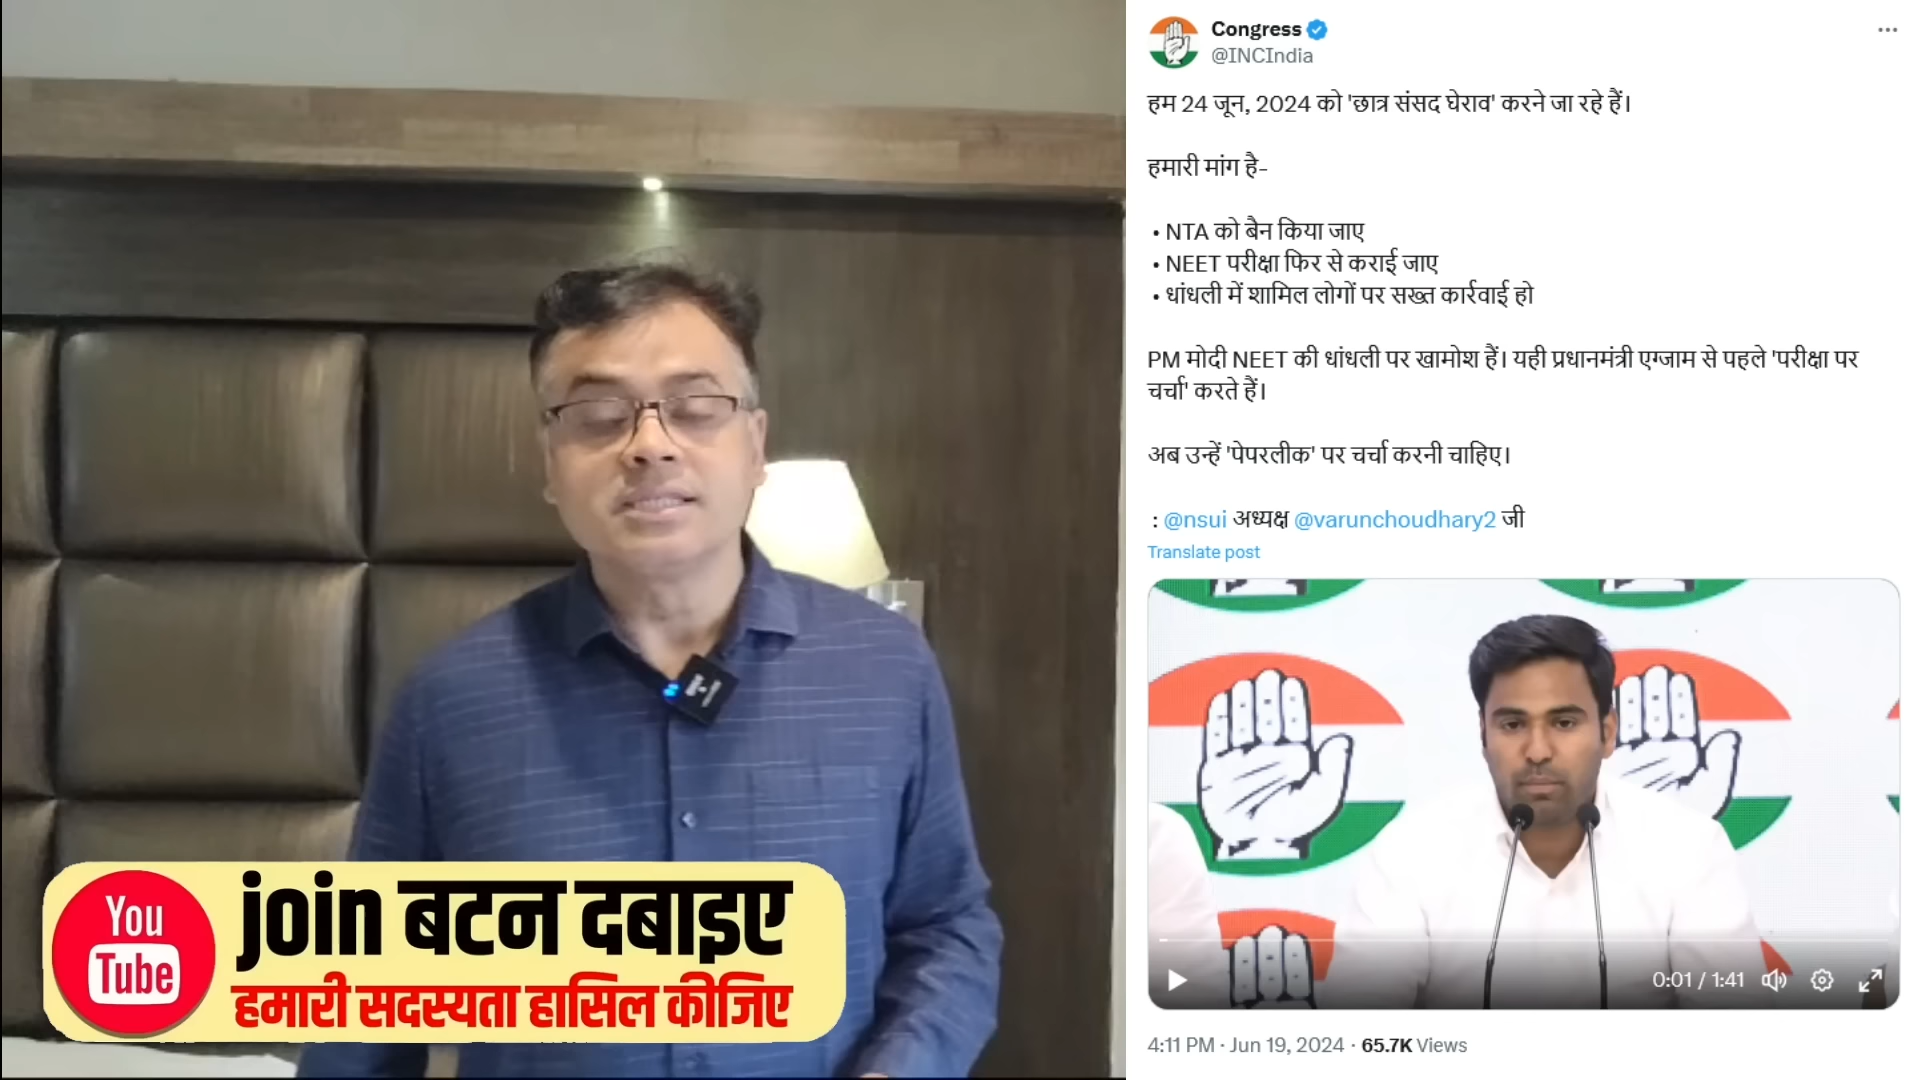 Congress
@INCIndia
हम 24 जून, 2024 को 'छात्र संसद घेराव' करने जा रहे हैं।
हमारी मांग है-
• NTA को बैन किया जाए
• NEET परीक्षा फिर से कराई जाए
• धांधली में शामिल लोगों पर सख्त कार्रवाई हो
PM मोदी NEET की धांधली पर खामोश हैं। यही प्रधानमंत्री एग्जाम से पहले 'परीक्षा पर
चर्चा' करते हैं।
अब उन्हें 'पेपरलीक' पर चर्चा करनी चाहिए।
: @nsui अध्यक्ष @varunchoudhary2 जी
Translate post
0:01 / 1:41
4:11 PM · Jun 19, 2024 · 65.7K Views
You
Tube
join बटन दबाइए
हमारी सदस्यता हासिल कीजिए